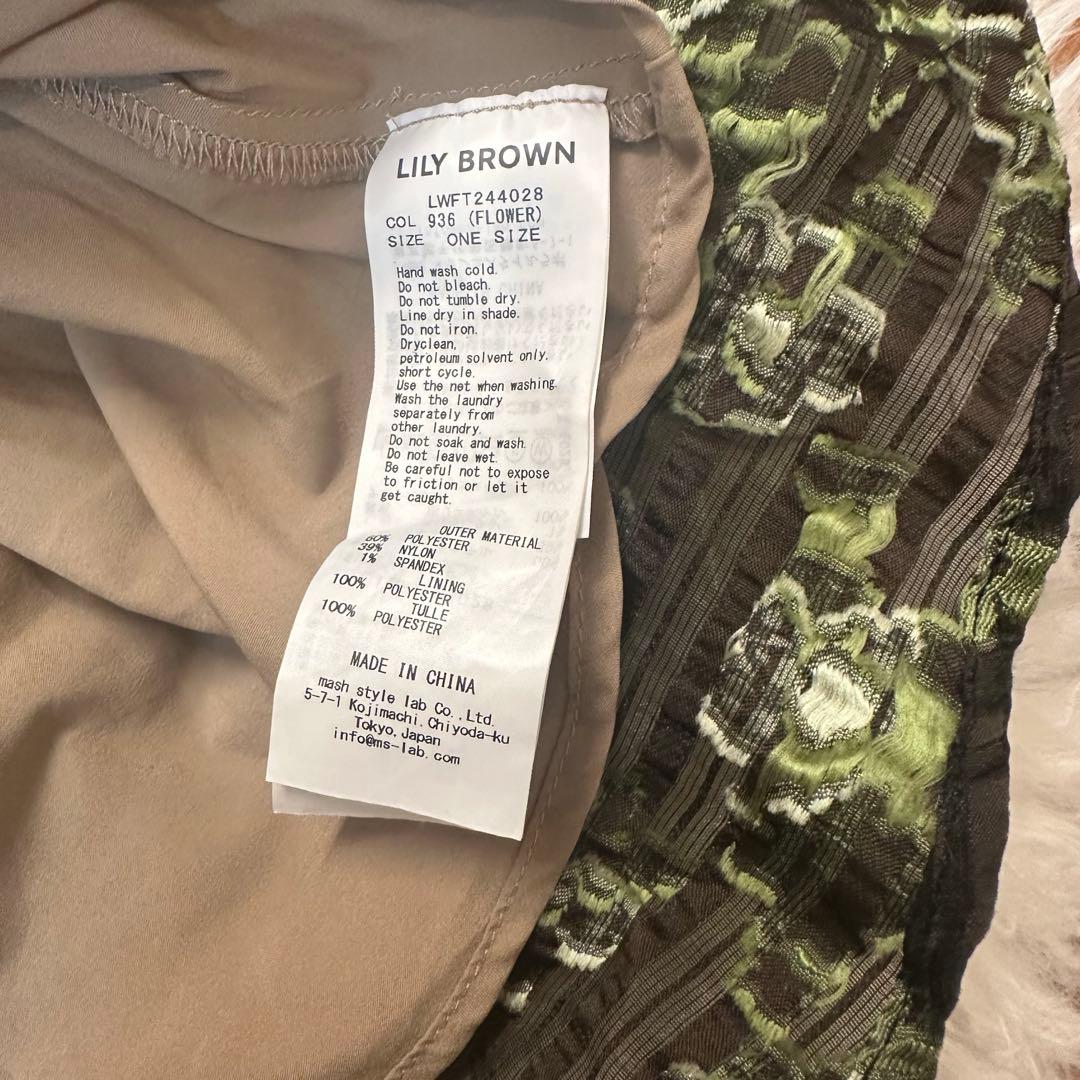 LILY BROWN
LWFT244028
COL 936 (FLOWER)
SIZE ONE SIZE
Hand wash cold.
Do not bleach.
Do not tumble dry.
Line dry in shade.
Do not iron.
Dryclean,
petroleum solvent only.
short cycle.
Use the net when washing.
Wash the laundry
separately from
other laundry.
Do not soak and wash.
Do not leave wet.
Be careful not to expose
to friction or let it
get caught.
OUTER MATERIAL
60% POLYESTER
39% NYLON
1% SPANDEX
LINING
100% POLYESTER
TULLE
100% POLYESTER
MADE IN CHINA
mash style lab Co.,Ltd.
5-7-1 Kojimachi.Chiyoda-ku
Tokyo,Japan
info@ms-lab.com